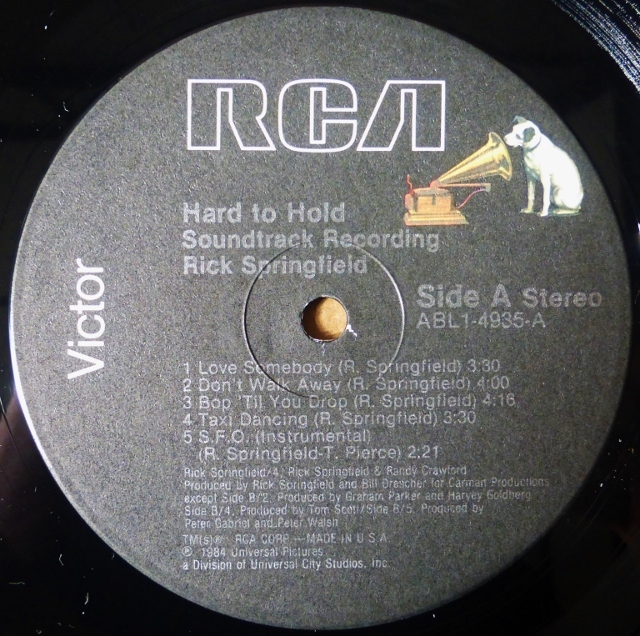 RCA
Hard to Hold
Soundtrack Recording
Rick Springfield
Victor
Side A Stereo
ABL1-4935-A
1 Love Somebody (R. Springfield) 3:30
2 Don't Walk Away (R. Springfield) 4:00
3 Bop 'Til You Drop (R. Springfield) 4:16
4 Taxi Dancing (R. Springfield) 3:30
5 S.F.O. (Instrumental)
(R. Springfield-T. Pierce) 2:21
Rick Springfield/4, Rick Springfield & Randy Crawford
Produced by Rick Springfield and Bill Drescher for Carman Productions
except Side B/2, Produced by Graham Parker and Harvey Goldberg
Side B/4, Produced by Tom Scott/Side B/5, Produced by
Peter Gabriel and Peter Walsh
TM(s)® RCA CORP.—MADE IN U.S.A.
℗ 1984 Universal Pictures
a Division of Universal City Studios, Inc.